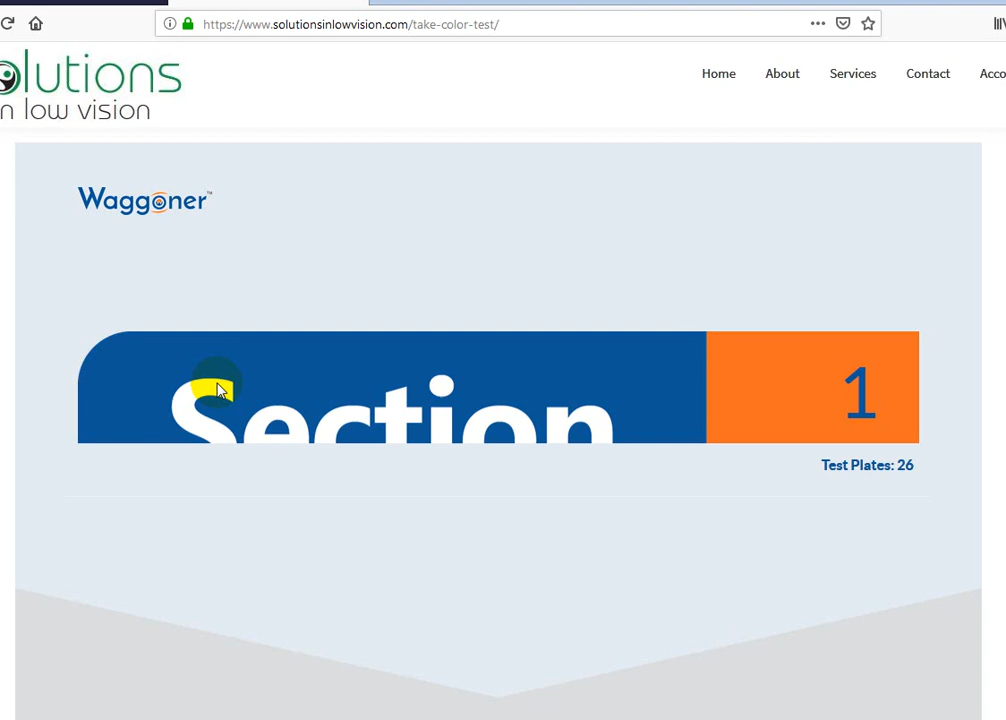 https://www.solutionsinlowvision.com/take-color-test/
olutions
n low vision
Home About Services Contact Acco
Waggoner™
Section 1
Test Plates: 26